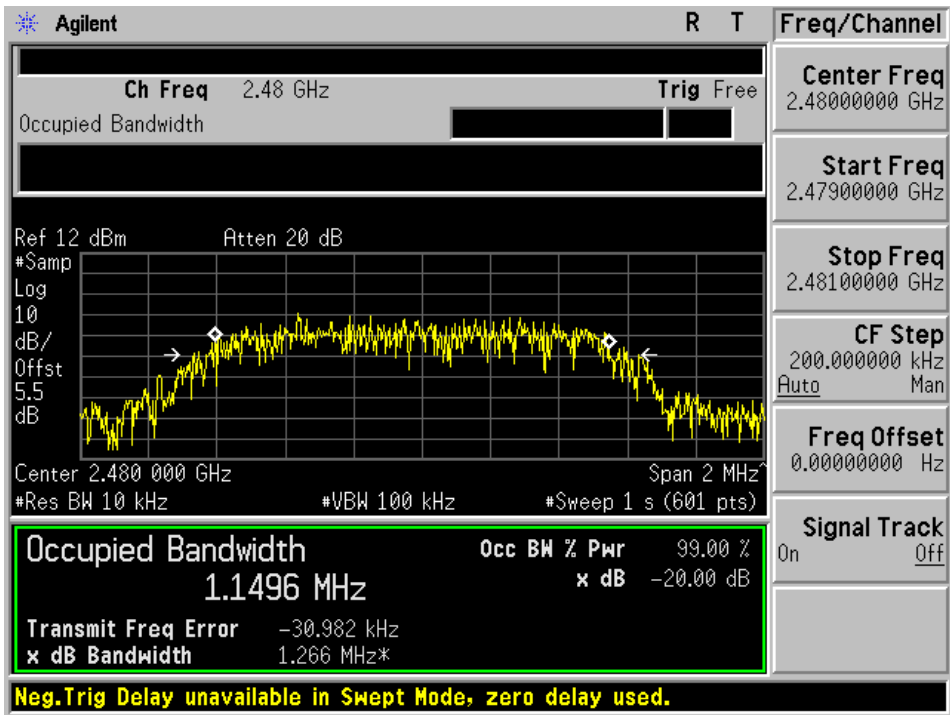 Agilent R T Freq/Channel
Ch Freq 2.48 GHz Trig Free
Occupied Bandwidth
Center Freq
2.48000000 GHz
Start Freq
2.47900000 GHz
Stop Freq
2.48100000 GHz
CF Step
200.000000 kHz
Auto Man
Freq Offset
0.00000000 Hz
Signal Track
On Off
Ref 12 dBm Atten 20 dB
#Samp
Log
10
dB/
Offst
5.5
dB
Center 2.480 000 GHz Span 2 MHz^
#Res BW 10 kHz #VBW 100 kHz #Sweep 1 s (601 pts)
Occupied Bandwidth Occ BW % Pwr 99.00 %
1.1496 MHz x dB -20.00 dB
Transmit Freq Error -30.982 kHz
x dB Bandwidth 1.266 MHz*
Neg.Trig Delay unavailable in Swept Mode, zero delay used.